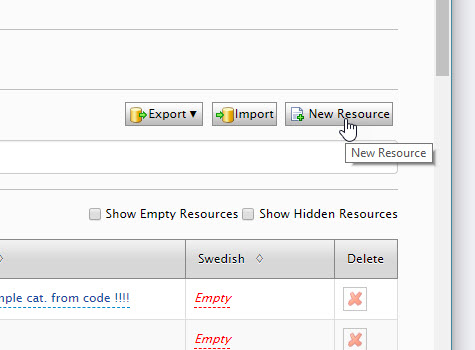 Export ▼ Import New Resource
New Resource
Show Empty Resources Show Hidden Resources
Swedish Delete
cat. from code !!!!
Empty
Empty